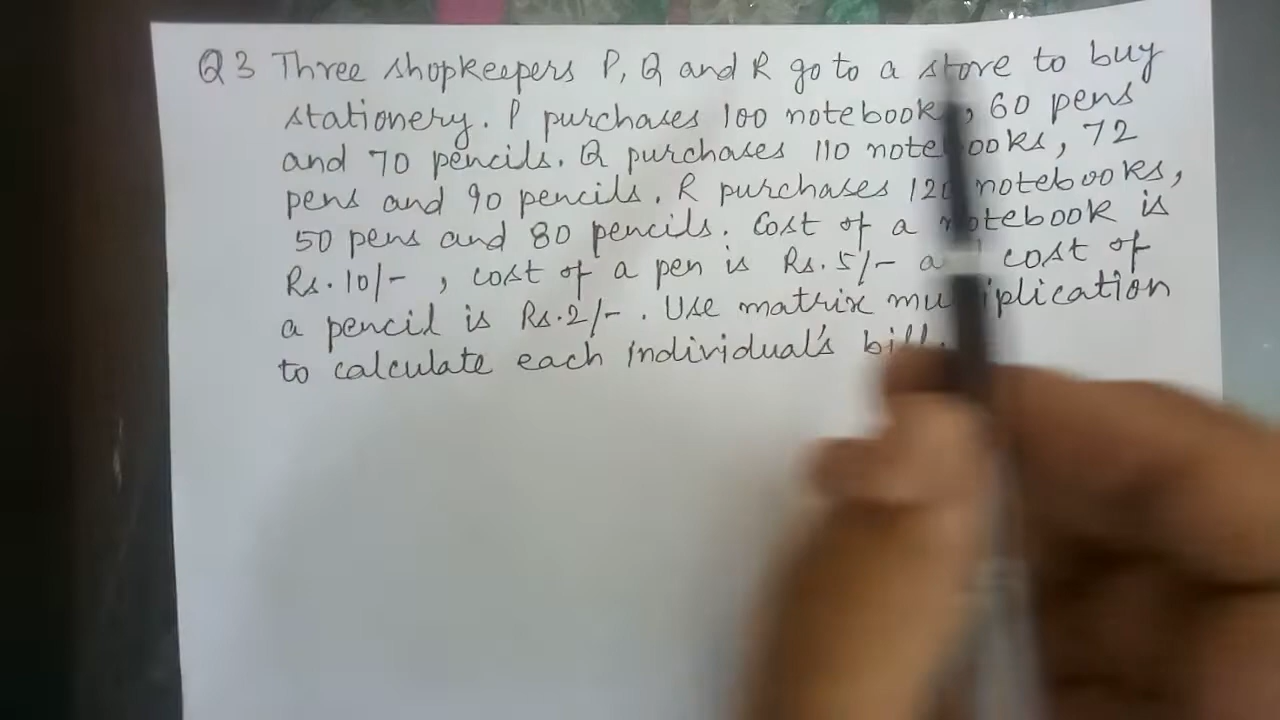 Q3 Three shopkeepers P, Q and R go to a store to buy
stationery. P purchases 100 notebooks, 60 pens
and 70 pencils. Q purchases 110 notebooks, 72
pens and 90 pencils. R purchases 120 notebooks,
50 pens and 80 pencils. Cost of a notebook is
Rs. 10/- , cost of a pen is Rs. 5/- and cost of
a pencil is Rs. 2/- . Use matrix multiplication
to calculate each individual's bill.